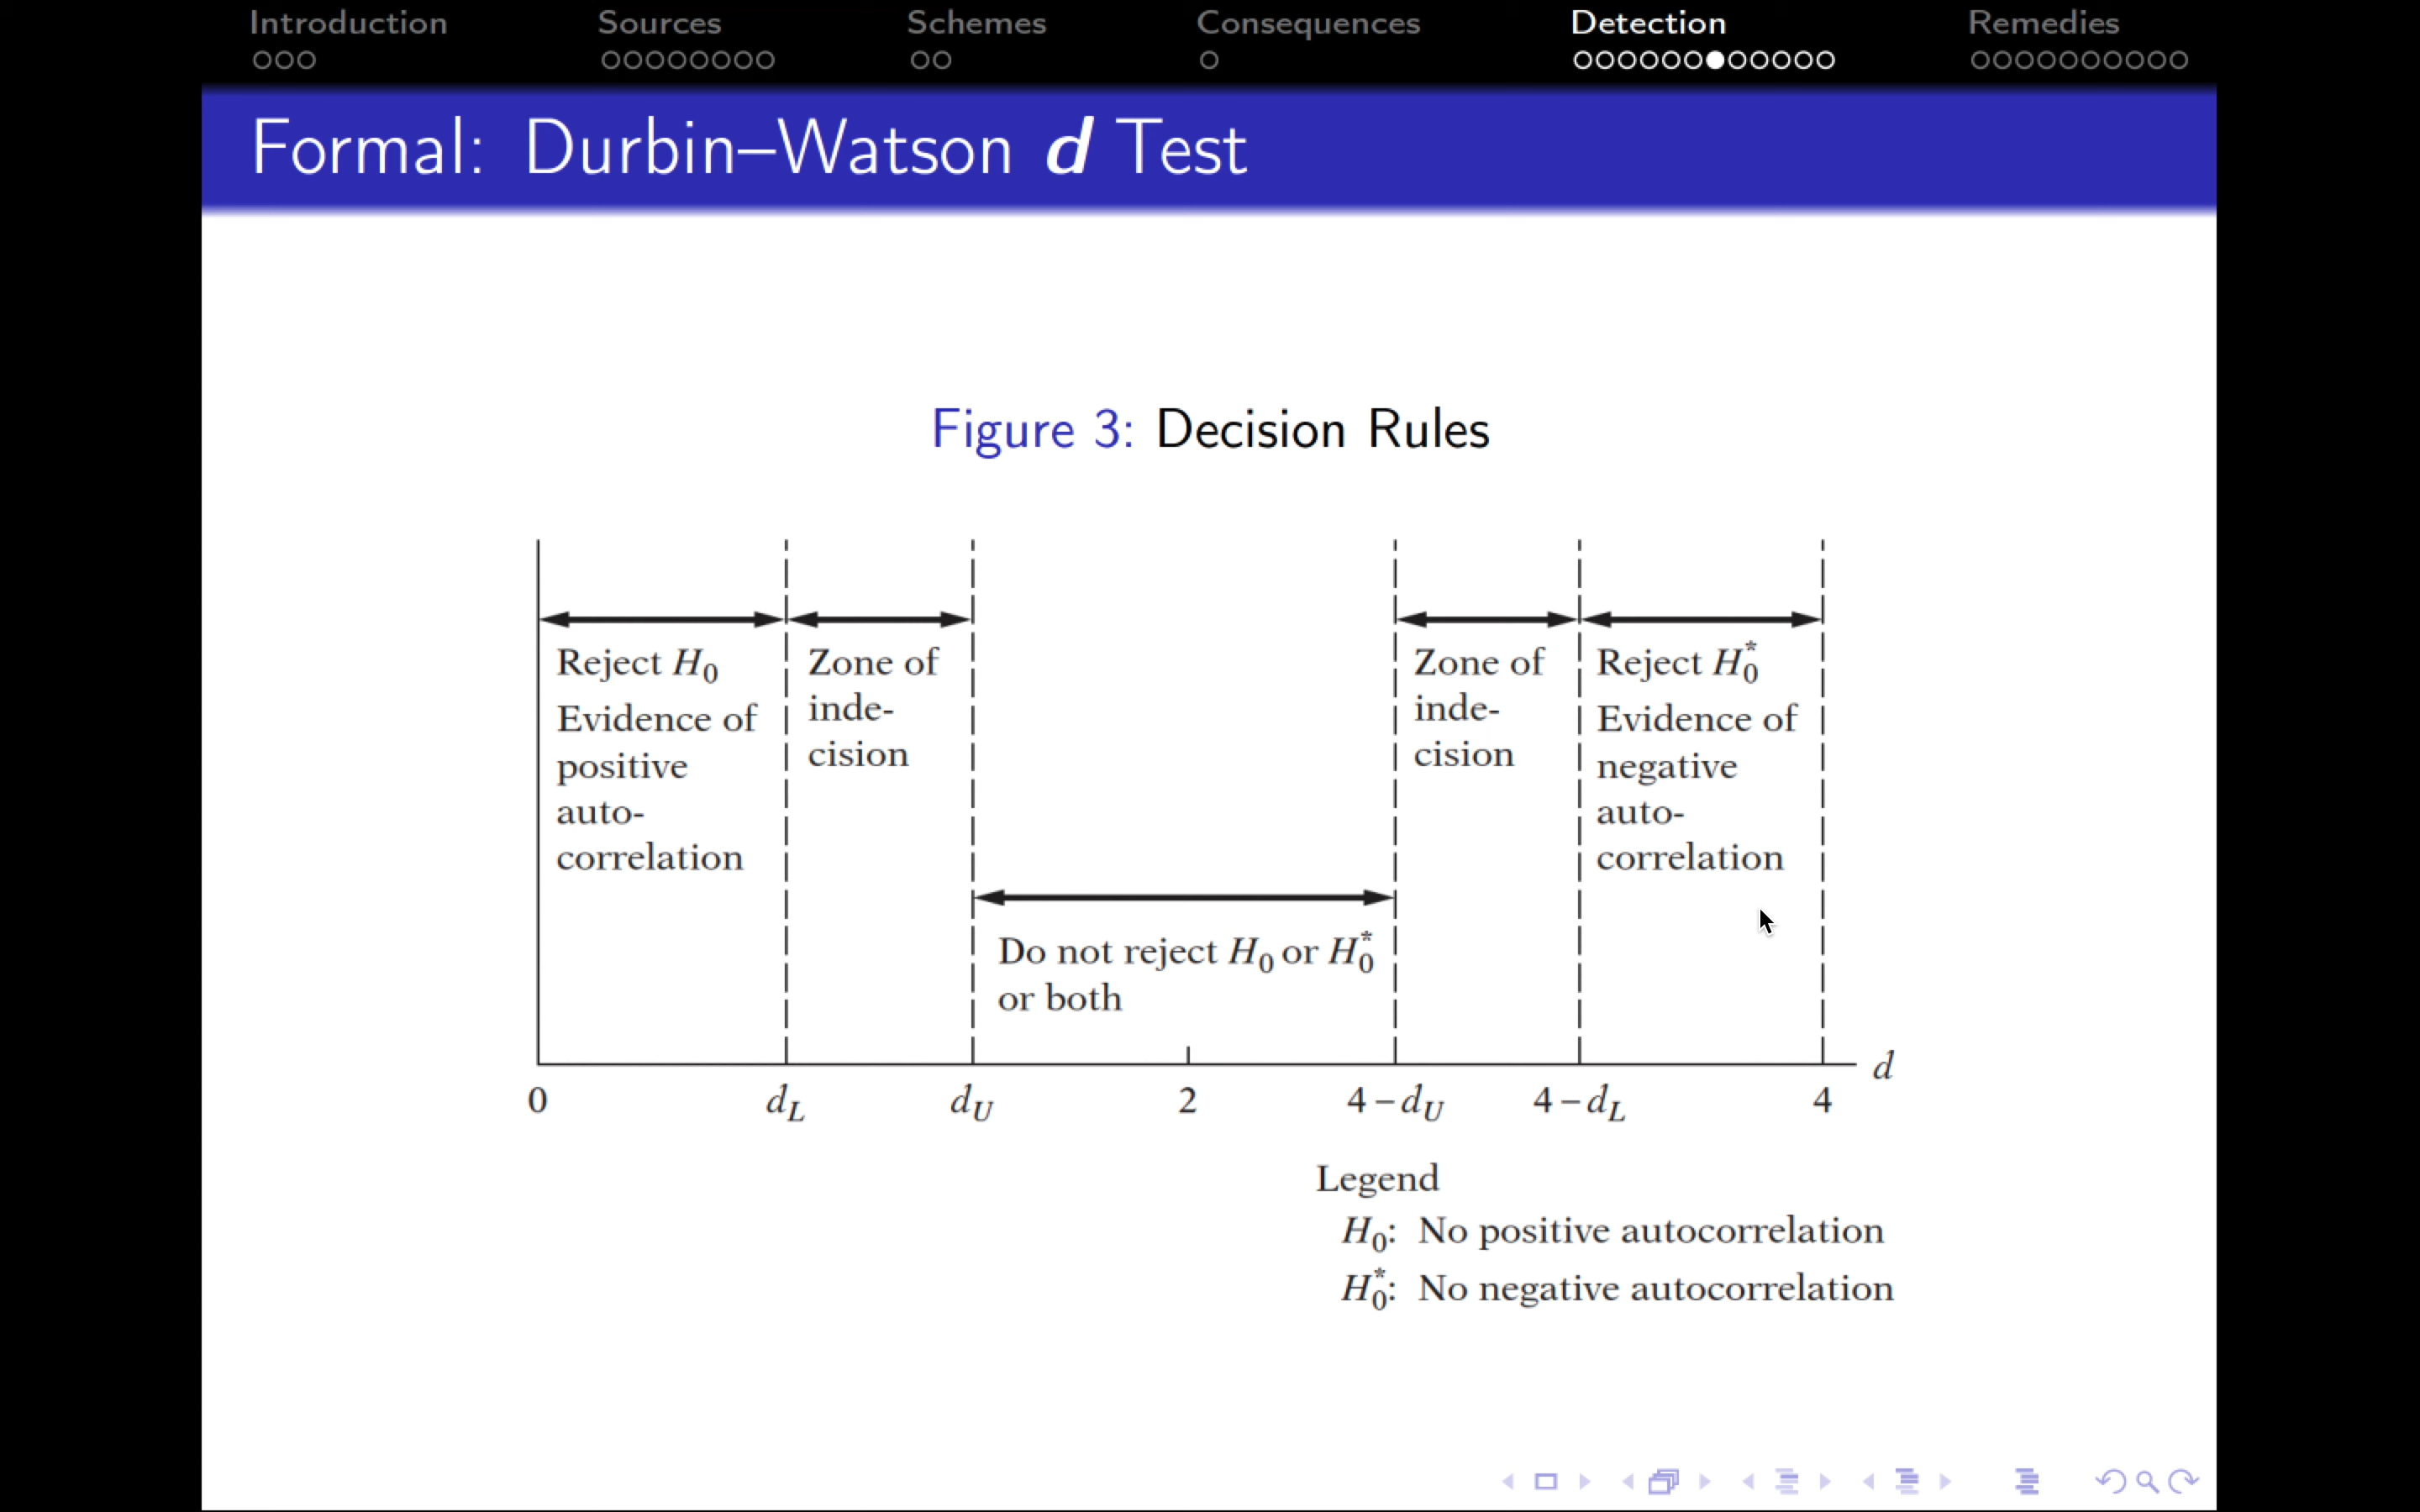 Introduction
Sources
Schemes
Consequences
Detection
Remedies
Formal: Durbin–Watson d Test
Figure 3: Decision Rules
Reject H₀
Evidence of
positive
auto-
correlation
Zone of
inde-
cision
Do not reject H₀ or H₀*
or both
Zone of
inde-
cision
Reject H₀*
Evidence of
negative
auto-
correlation
d
0
d_L
d_U
2
4 – d_U
4 – d_L
4
Legend
H₀: No positive autocorrelation
H₀*: No negative autocorrelation